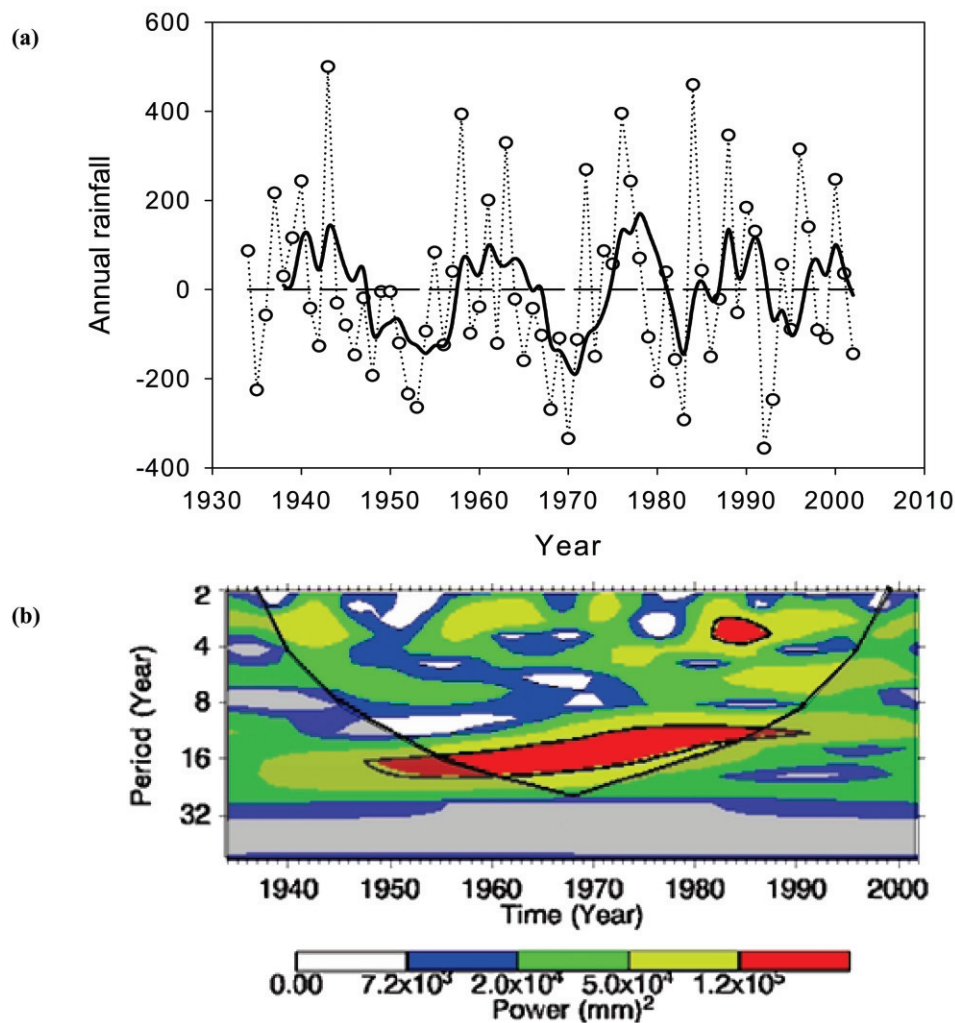 (a)
600
400
200
0
-200
-400
Annual rainfall
1930 1940 1950 1960 1970 1980 1990 2000 2010
Year
(b)
2
4
8
16
32
Period (Year)
1940 1950 1960 1970 1980 1990 2000
Time (Year)
0.00 7.2x10³ 2.0x10⁴ 5.0x10⁴ 1.2x10⁵
Power (mm)²